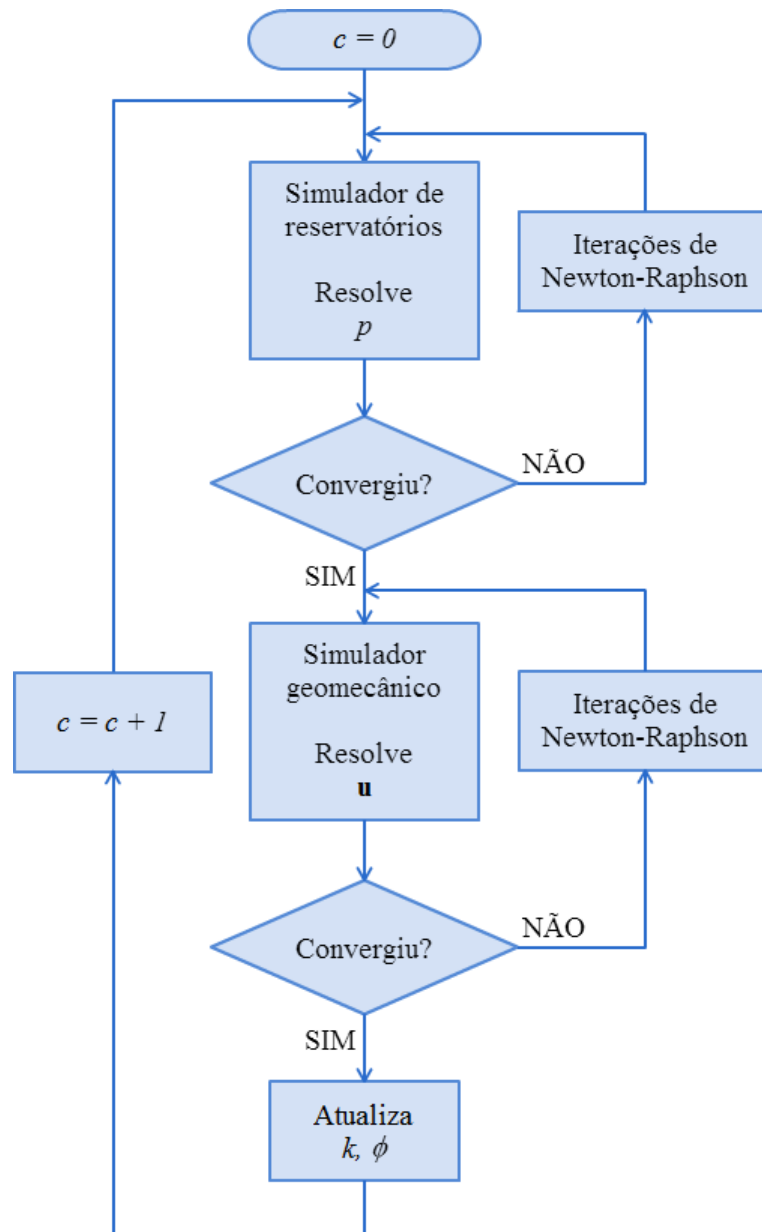 c = 0
Simulador de
reservatórios
Resolve
p
Iterações de
Newton-Raphson
Convergiu?
NÃO
SIM
Simulador
geomecânico
Resolve
u
Iterações de
Newton-Raphson
c = c + 1
Convergiu?
NÃO
SIM
Atualiza
k, ϕ